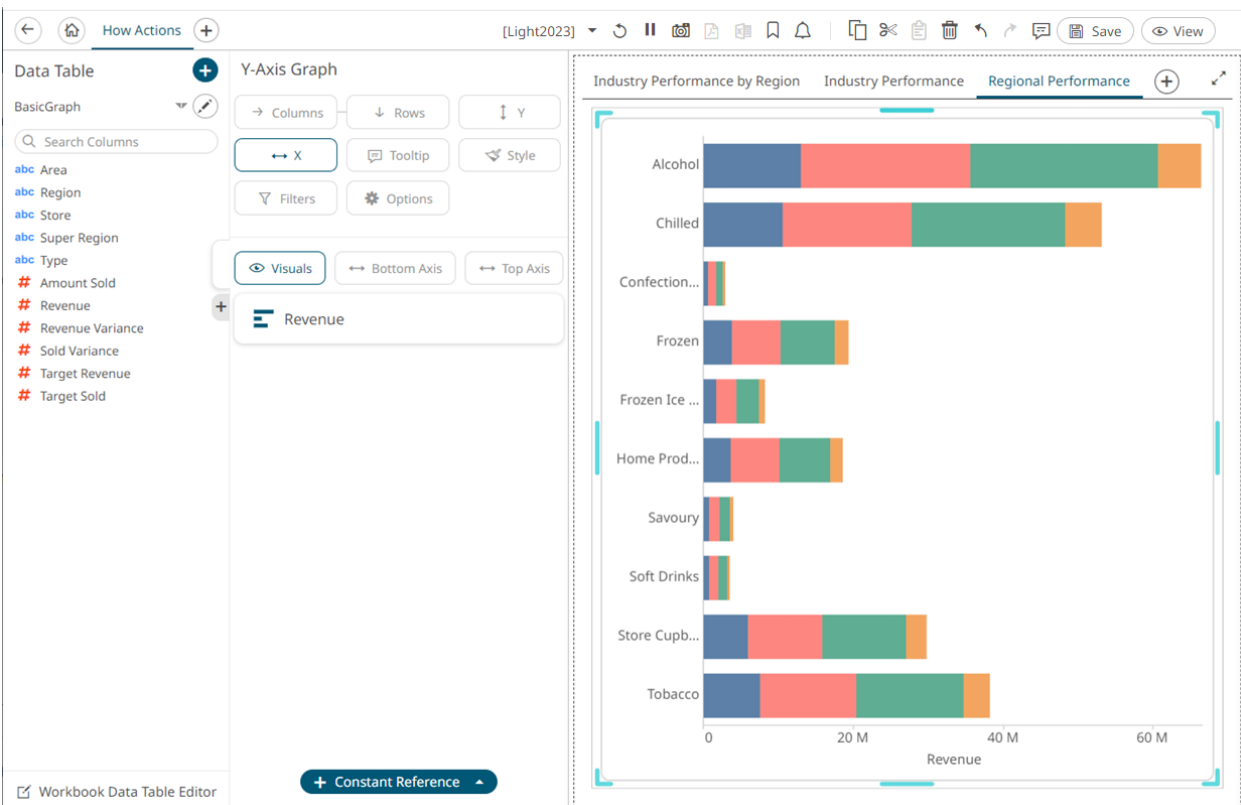 How Actions
[Light2023]
Save
View
Data Table
BasicGraph
Search Columns
abc Area
abc Region
abc Store
abc Super Region
abc Type
# Amount Sold
# Revenue
# Revenue Variance
# Sold Variance
# Target Revenue
# Target Sold
Workbook Data Table Editor
Y-Axis Graph
Columns
Rows
Y
X
Tooltip
Style
Filters
Options
Visuals
Bottom Axis
Top Axis
Revenue
+ Constant Reference
Industry Performance by Region
Industry Performance
Regional Performance
Alcohol
Chilled
Confection...
Frozen
Frozen Ice ...
Home Prod...
Savoury
Soft Drinks
Store Cupb...
Tobacco
0
20 M
40 M
60 M
Revenue